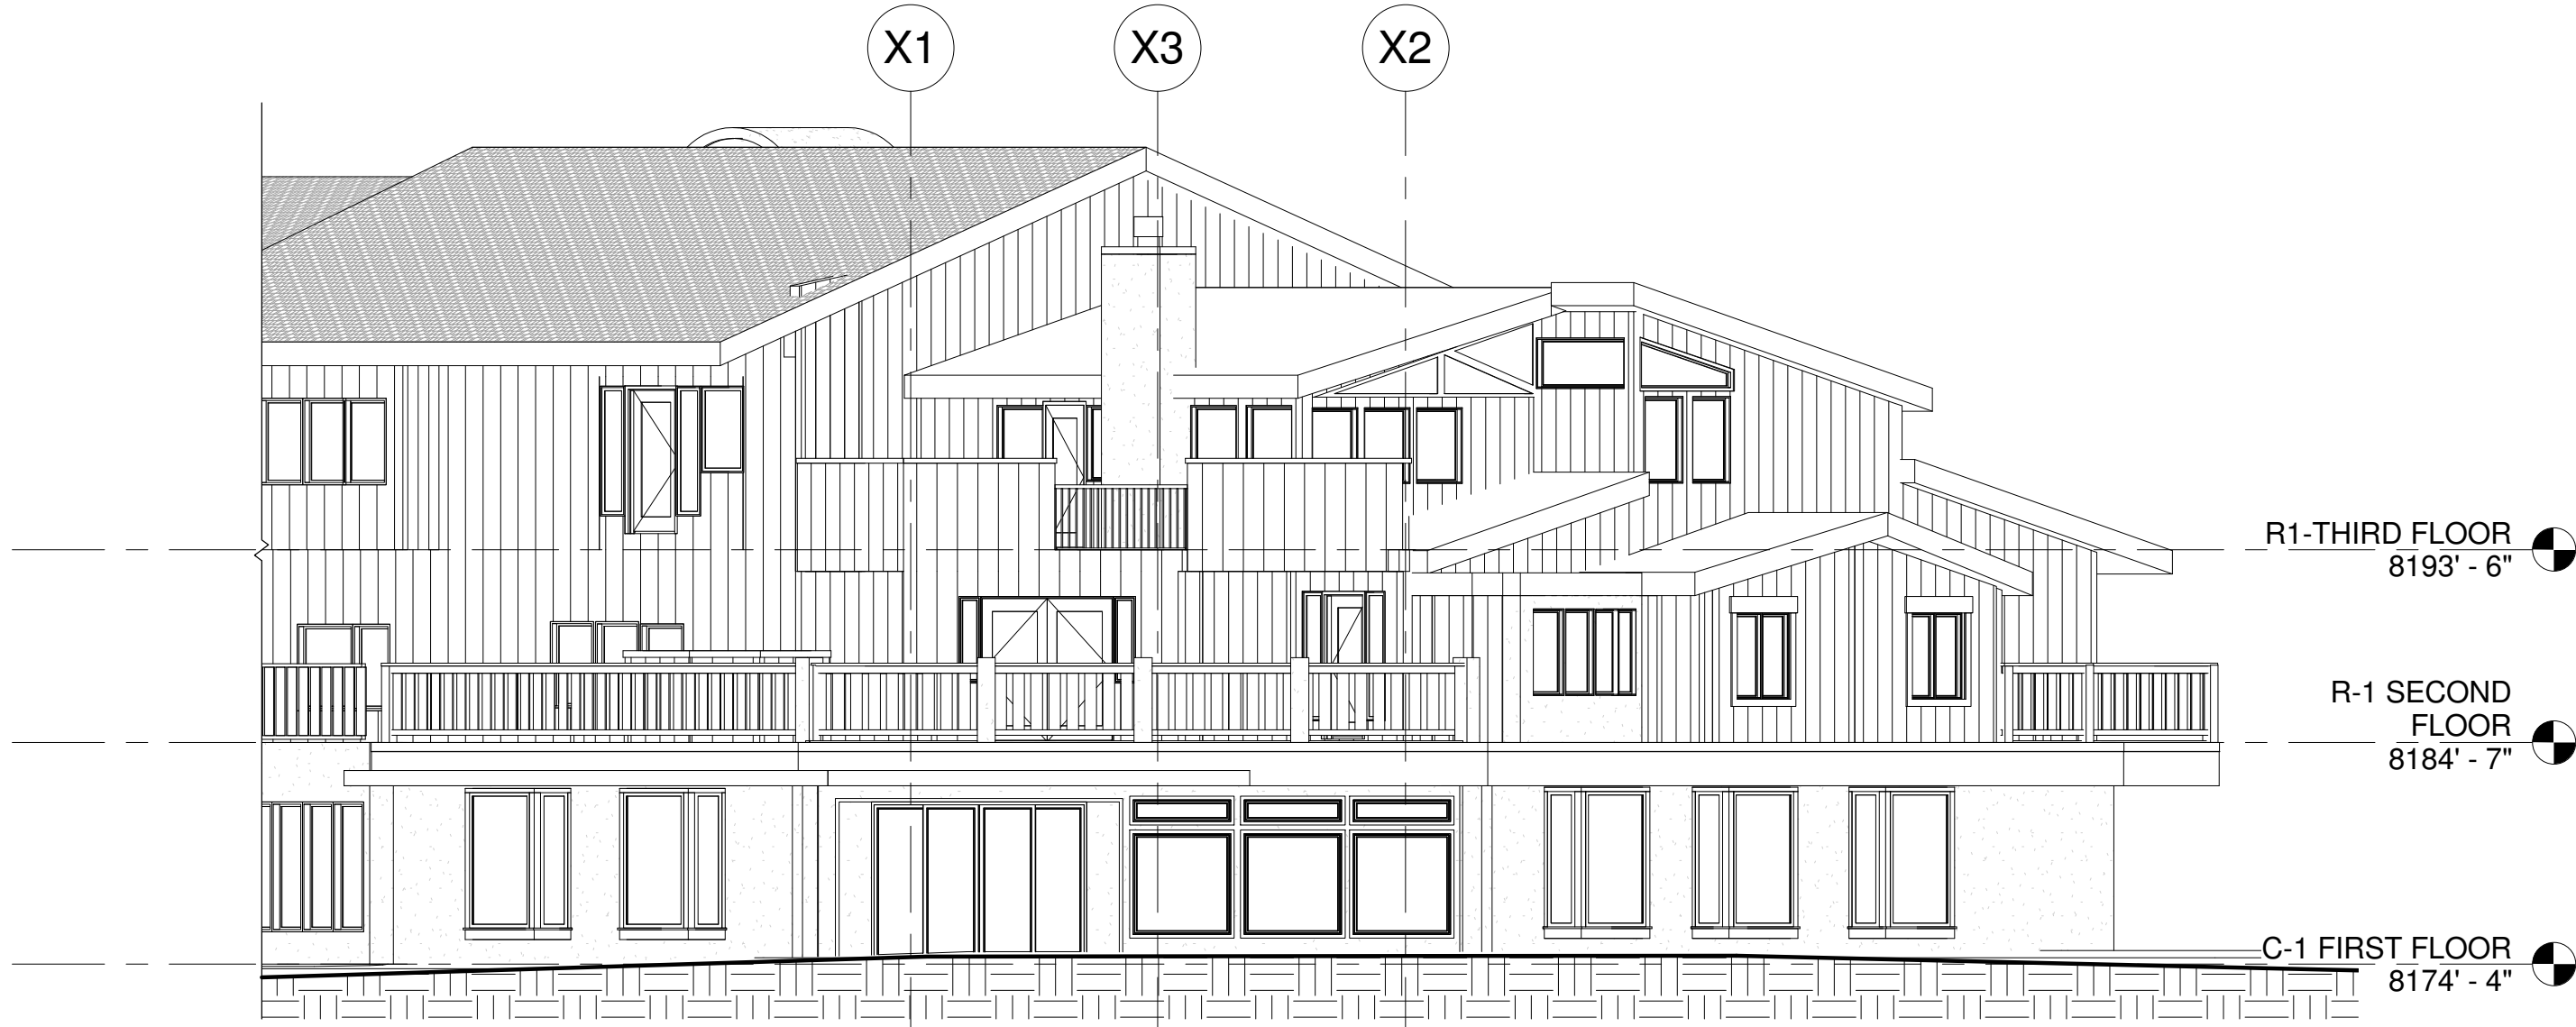 X1
X3
X2
R1-THIRD FLOOR
8193' - 6"
R-1 SECOND
FLOOR
8184' - 7"
C-1 FIRST FLOOR
8174' - 4"